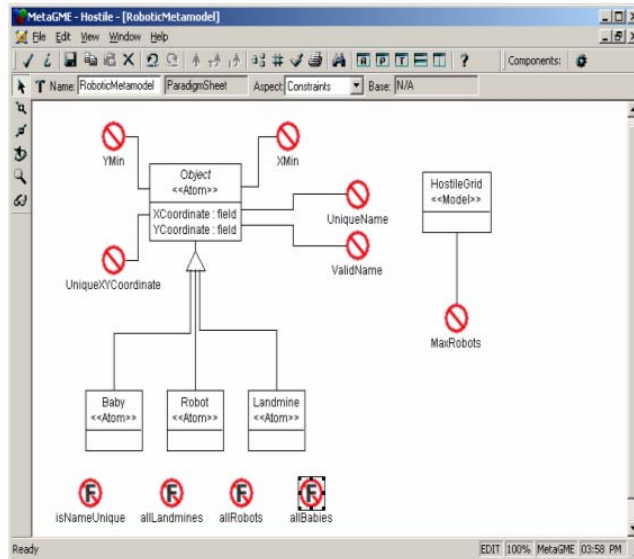 MetaGME - Hostile - [RoboticMetamodel]
File Edit View Window Help
Components:
Name: RoboticMetamodel ParadigmSheet Aspect: Constraints Base: N/A
YMin
XMin
Object
<<Atom>>
XCoordinate : field
YCoordinate : field
HostileGrid
<<Model>>
UniqueName
UniqueXYCoordinate
ValidName
MaxRobots
Baby
<<Atom>>
Robot
<<Atom>>
Landmine
<<Atom>>
F F F F
isNameUnique allLandmines allRobots allBabies
Ready EDIT 100% MetaGME 03:58 PM